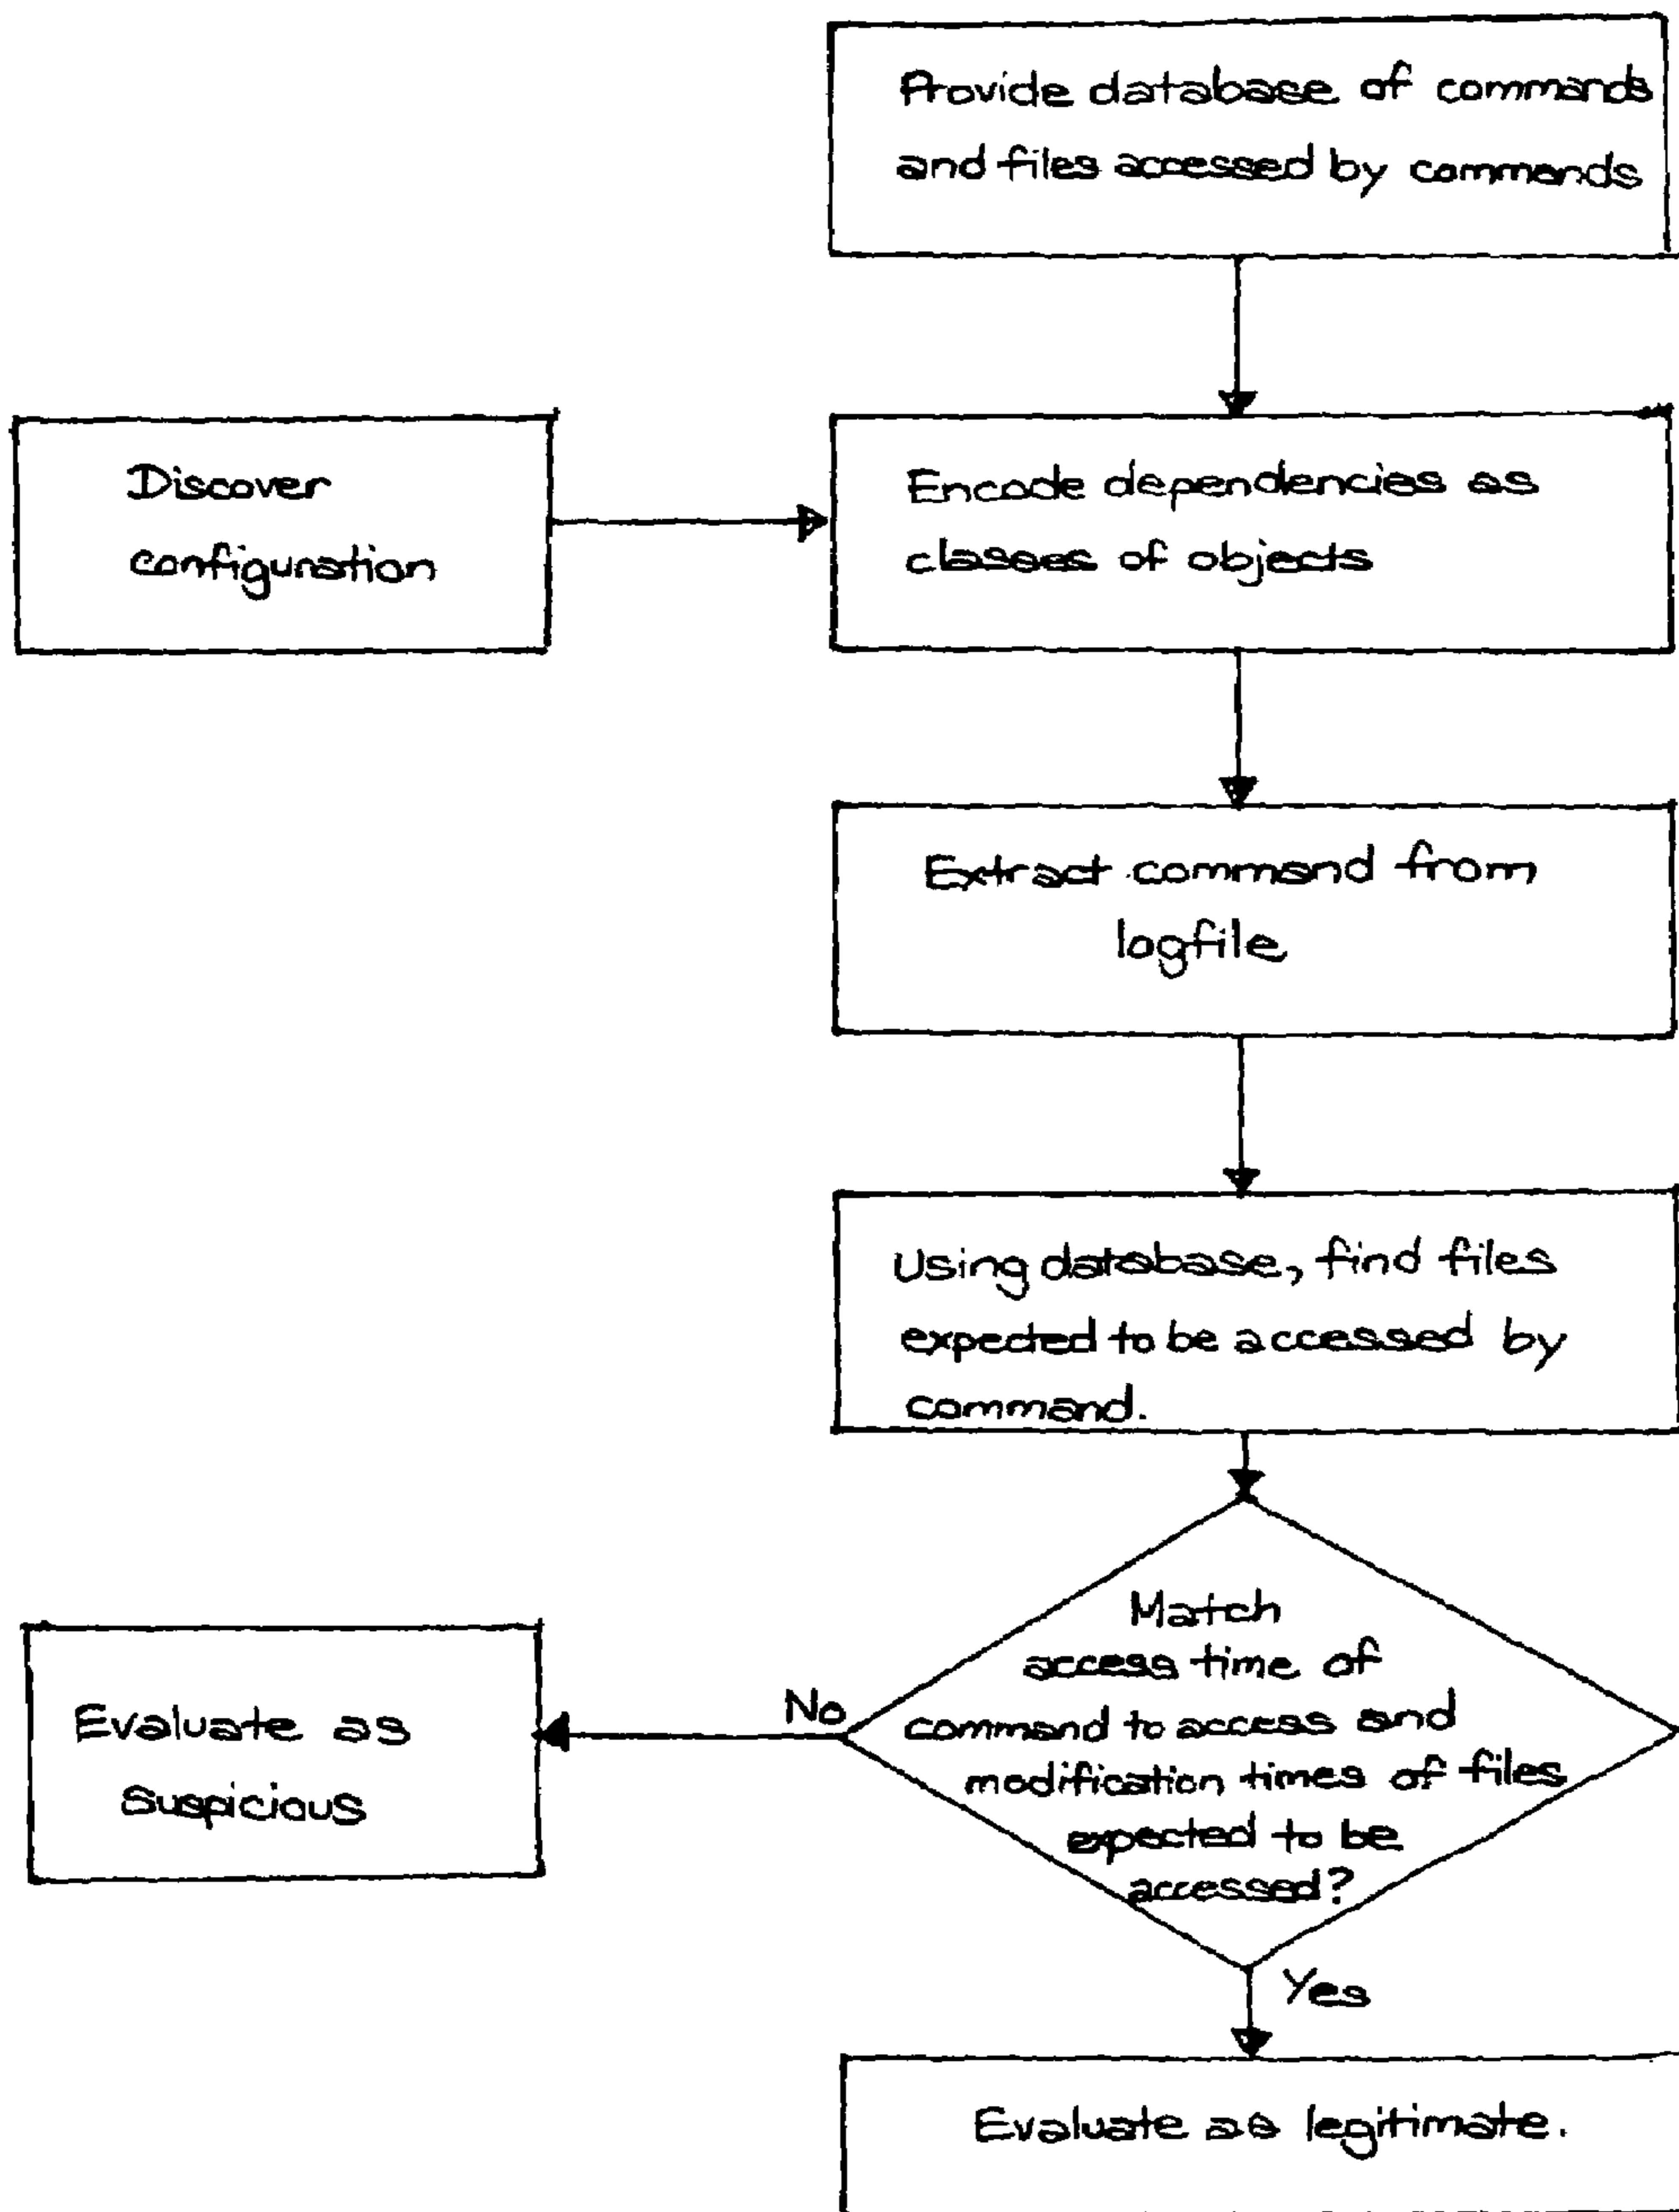 Provide database of commands
and files accessed by commands
Discover
configuration
Encode dependencies as
classes of objects
Extract command from
logfile
Using database, find files
expected to be accessed by
command.
Match
access time of
command to access and
modification times of files
expected to be
accessed?
No
Evaluate as
suspicious
Yes
Evaluate as legitimate.